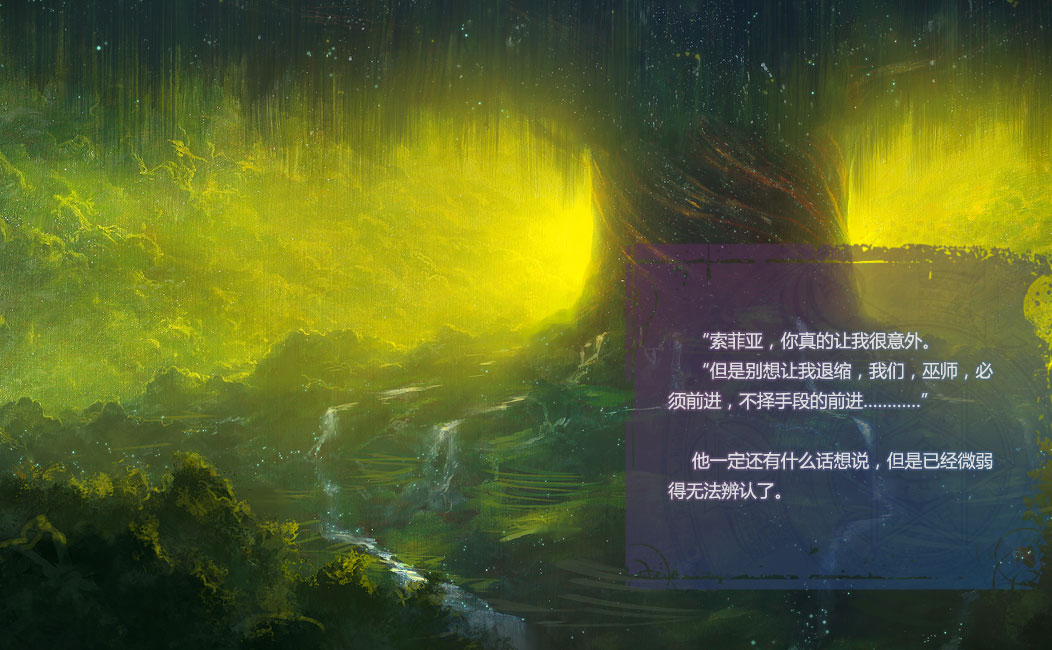 “索菲亚，你真的让我很意外。
“但是别想让我退缩，我们，巫师，必
须前进，不择手段的前进…………”
他一定还有什么话想说，但是已经微弱
得无法辨认了。